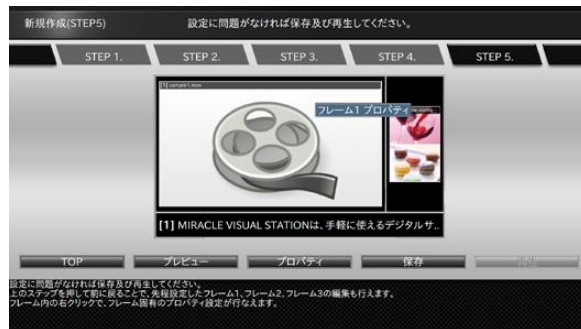 新規作成(STEP5)
設定に問題がなければ保存及び再生してください。
STEP 1.
STEP 2.
STEP 3.
STEP 4.
STEP 5.
[1] sample1.mov
フレーム1 プロパティ
[1] MIRACLE VISUAL STATIONは、手軽に使えるデジタルサ..
TOP
プレビュー
プロパティ
保存
再生
設定に問題がなければ保存及び再生してください。
上のステップを押して前に戻ることで、先程設定したフレーム1、フレーム2、フレーム3の編集も行えます。
フレーム内の右クリックで、フレーム固有のプロパティ設定が行なえます。